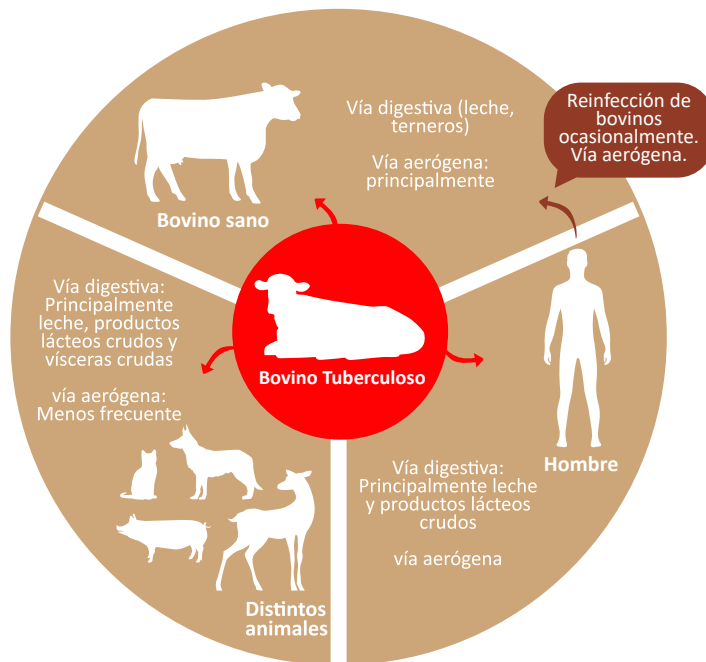 Vía digestiva (leche,
terneros)
Vía aerógena:
principalmente
Reinfección de
bovinos
ocasionalmente.
Vía aerógena.
Bovino sano
Vía digestiva:
Principalmente
leche, productos
lácteos crudos y
vísceras crudas
vía aerógena:
Menos frecuente
Bovino Tuberculoso
Hombre
Vía digestiva:
Principalmente leche
y productos lácteos
crudos
vía aerógena
Distintos
animales